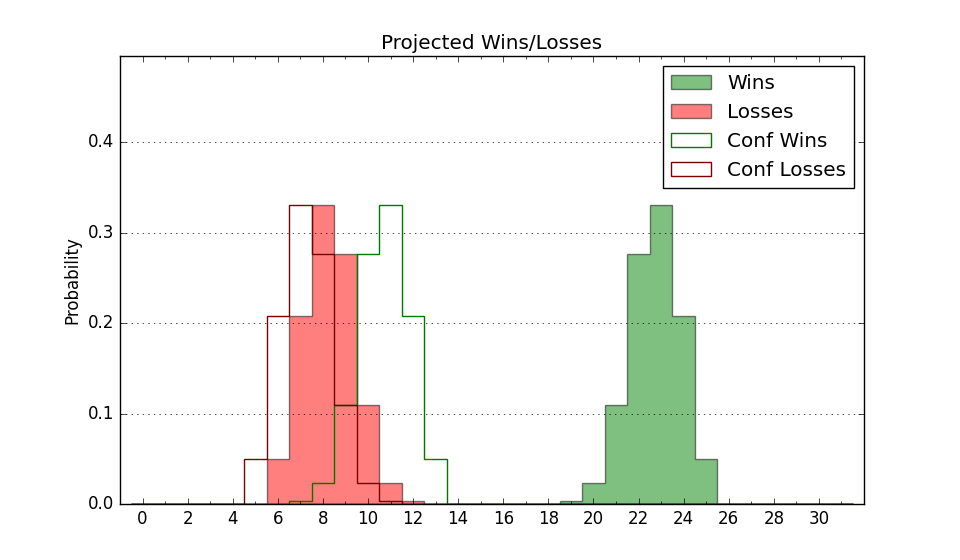 Projected Wins/Losses
Wins
Losses
Conf Wins
Conf Losses
Probability
0.4
0.3
0.2
0.1
0.0
0 2 4 6 8 10 12 14 16 18 20 22 24 26 28 30